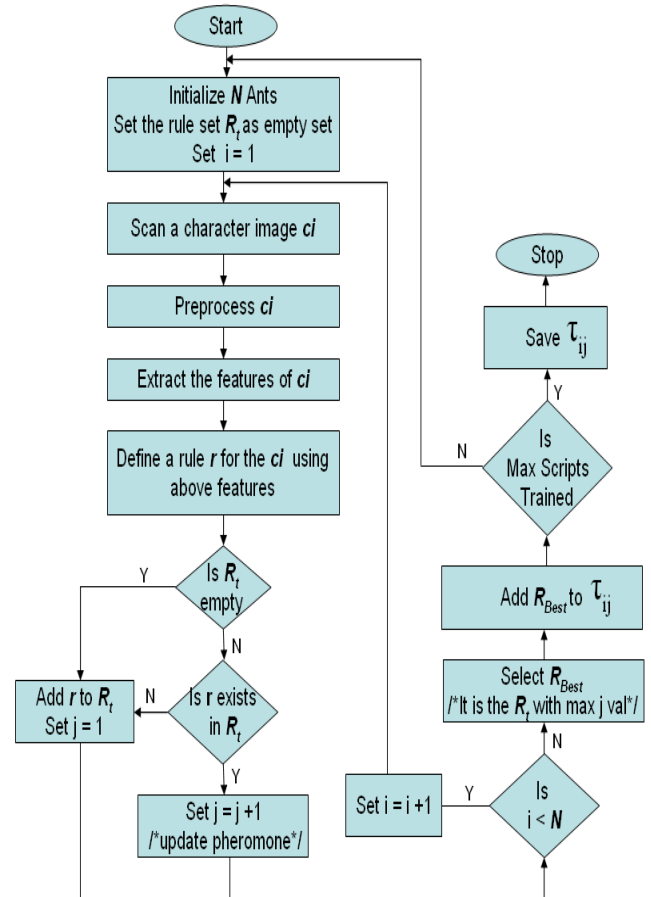 Start
Initialize N Ants
Set the rule set Rt as empty set
Set i = 1
Scan a character image ci
Preprocess ci
Extract the features of ci
Define a rule r for the ci using
above features
Is Rt
empty
Y
N
Is r exists
in Rt
N
Y
Add r to Rt
Set j = 1
Set j = j +1
/*update pheromone*/
Is
i < N
Y
N
Set i = i +1
Select RBest
/*It is the Rt with max j val*/
Add RBest to τij
Is
Max Scripts
Trained
N
Y
Save τij
Stop